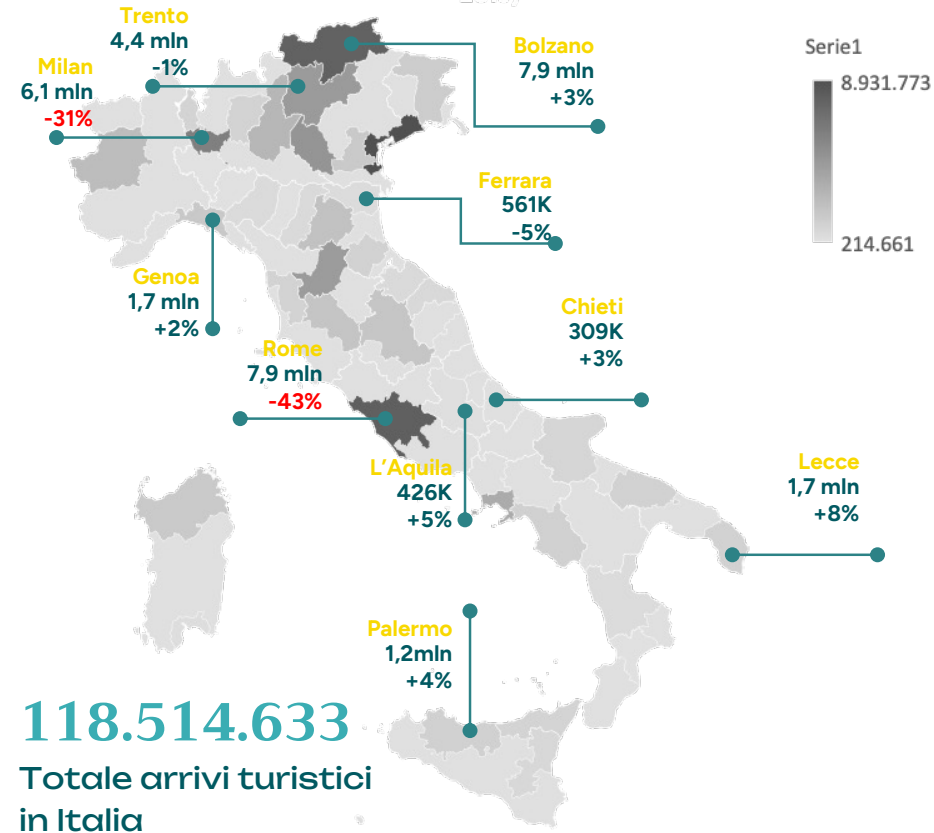 Trento
4,4 mln
-1%
Milan
6,1 mln
-31%
Bolzano
7,9 mln
+3%
Serie1
8.931.773
214.661
Ferrara
561K
-5%
Genoa
1,7 mln
+2%
Chieti
309K
+3%
Rome
7,9 mln
-43%
L'Aquila
426K
+5%
Lecce
1,7 mln
+8%
Palermo
1,2mln
+4%
118.514.633
Totale arrivi turistici
in Italia